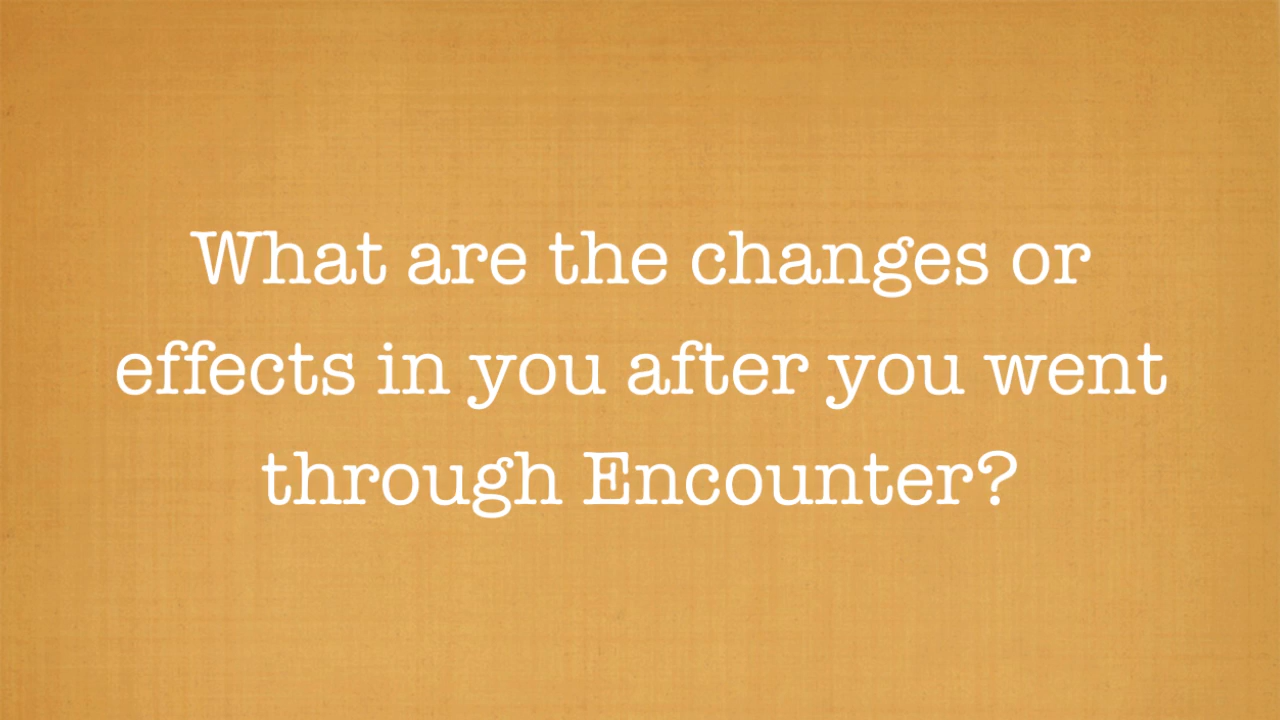 What are the changes or
effects in you after you went
through Encounter?